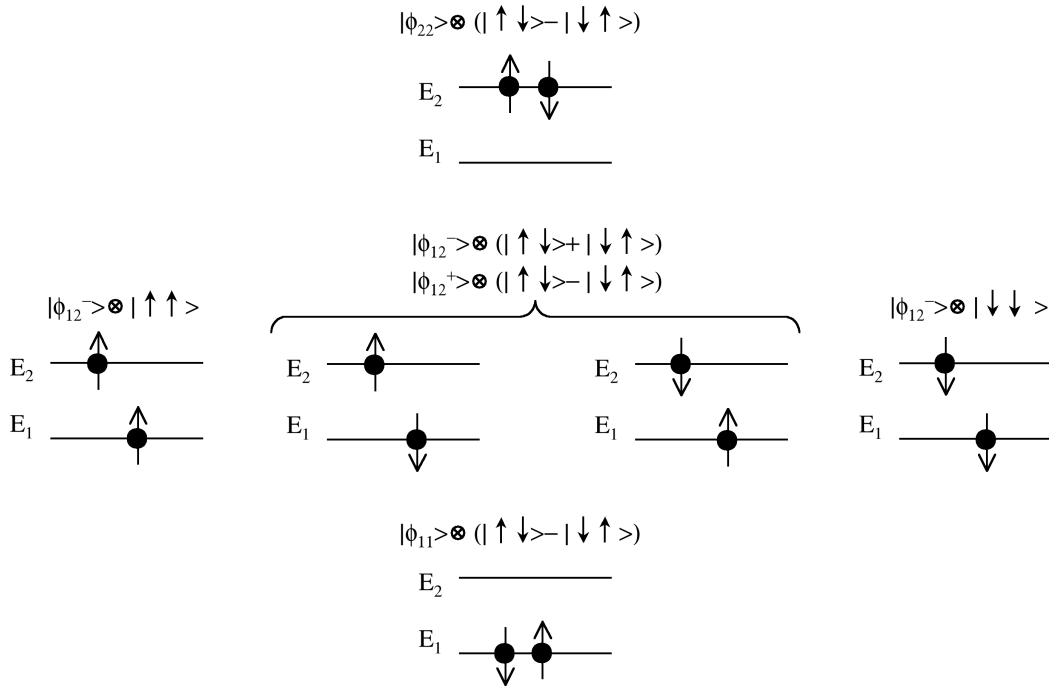 |ϕ₂₂>⊗ (| ↑ ↓>− | ↓ ↑ >)
E₂
E₁
|ϕ₁₂⁻>⊗ (| ↑ ↓>+ | ↓ ↑ >)
|ϕ₁₂⁺>⊗ (| ↑ ↓>− | ↓ ↑ >)
|ϕ₁₂⁻>⊗ | ↑ ↑ >
|ϕ₁₂⁻>⊗ | ↓ ↓ >
E₂ E₂ E₂ E₂
E₁ E₁ E₁ E₁
|ϕ₁₁>⊗ (| ↑ ↓>− | ↓ ↑ >)
E₂
E₁